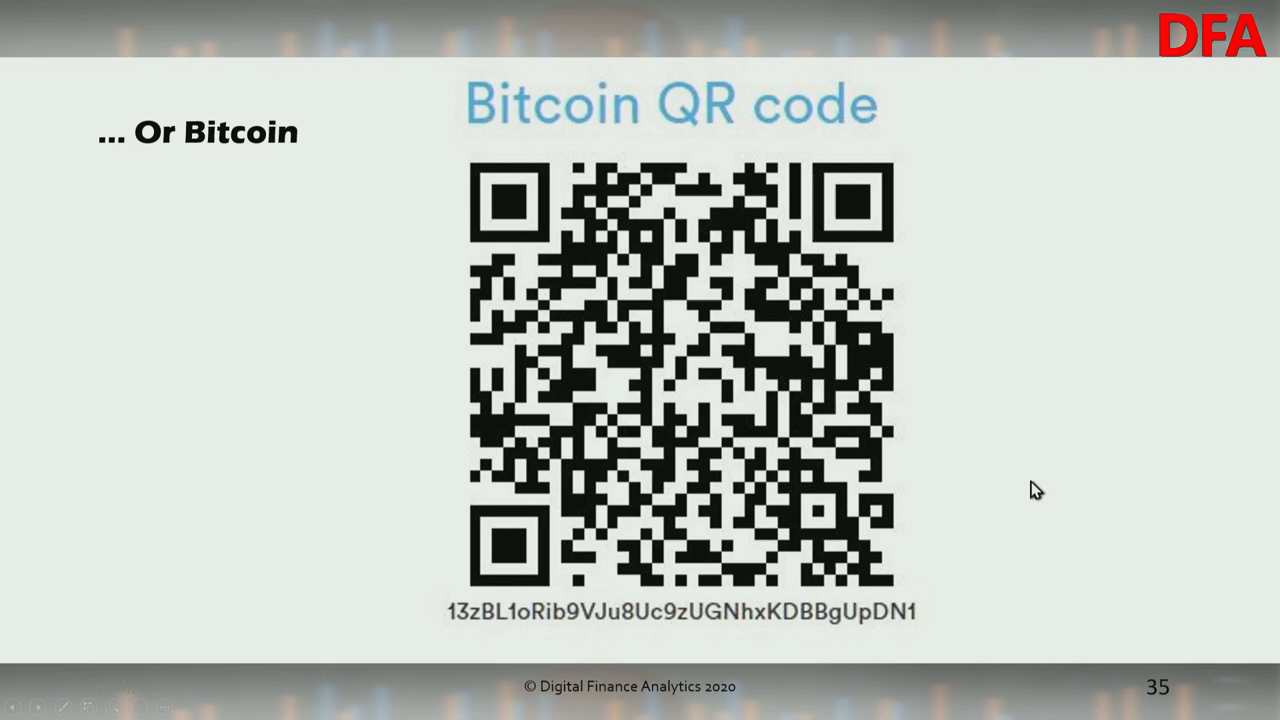 DFA
Bitcoin QR code
... Or Bitcoin
13zBL1oRib9VJu8Uc9zUGNhxKDBBgUpDN1
© Digital Finance Analytics 2020
35